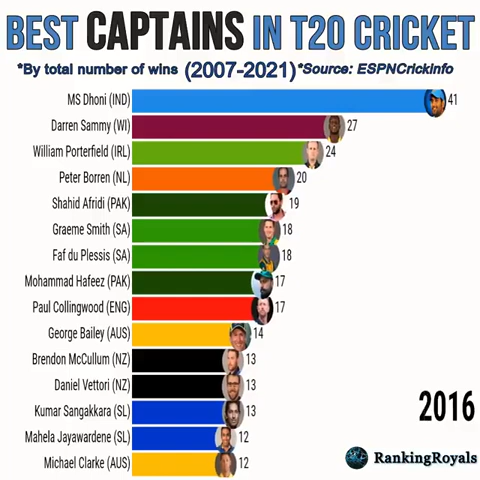 BEST CAPTAINS IN T20 CRICKET
*By total number of wins (2007-2021) *Source: ESPNCrickinfo
MS Dhoni (IND) 41
Darren Sammy (WI) 27
William Porterfield (IRL) 24
Peter Borren (NL) 20
Shahid Afridi (PAK) 19
Graeme Smith (SA) 18
Faf du Plessis (SA) 18
Mohammad Hafeez (PAK) 17
Paul Collingwood (ENG) 17
George Bailey (AUS) 14
Brendon McCullum (NZ) 13
Daniel Vettori (NZ) 13
Kumar Sangakkara (SL) 13
Mahela Jayawardene (SL) 12
Michael Clarke (AUS) 12
2016
RankingRoyals